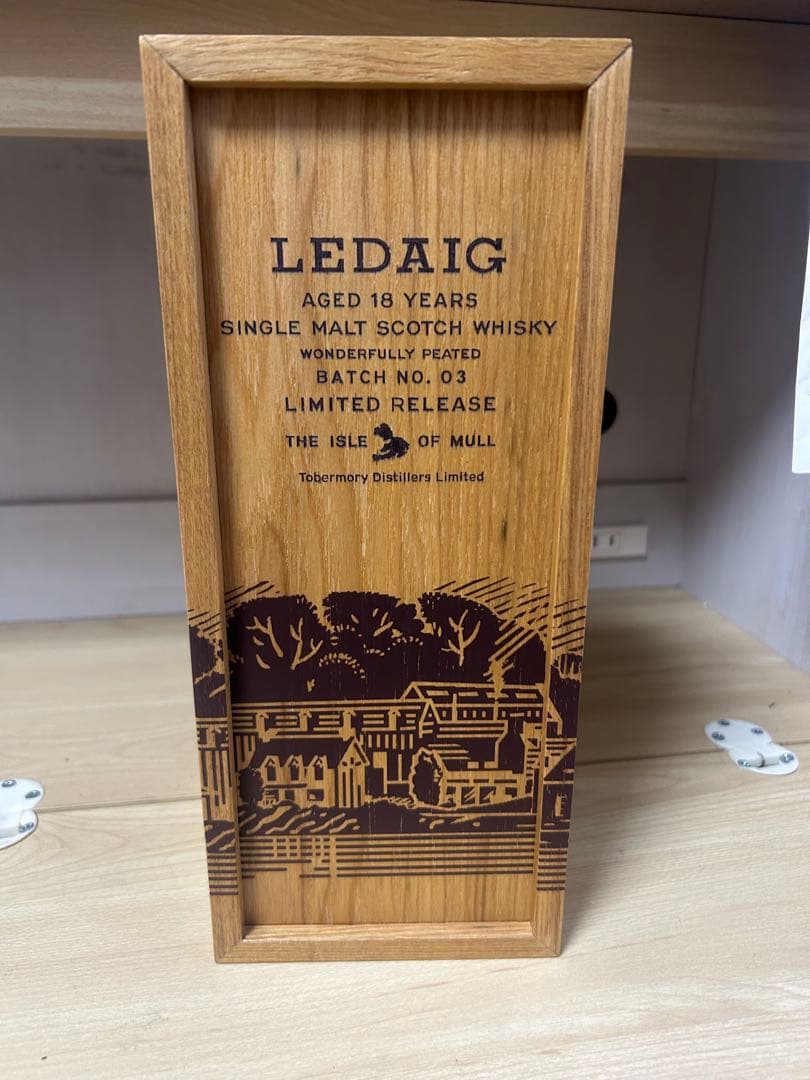 LEDAIG
AGED 18 YEARS
SINGLE MALT SCOTCH WHISKY
WONDERFULLY PEATED
BATCH NO. 03
LIMITED RELEASE
THE ISLE OF MULL
Tobermory Distillers Limited